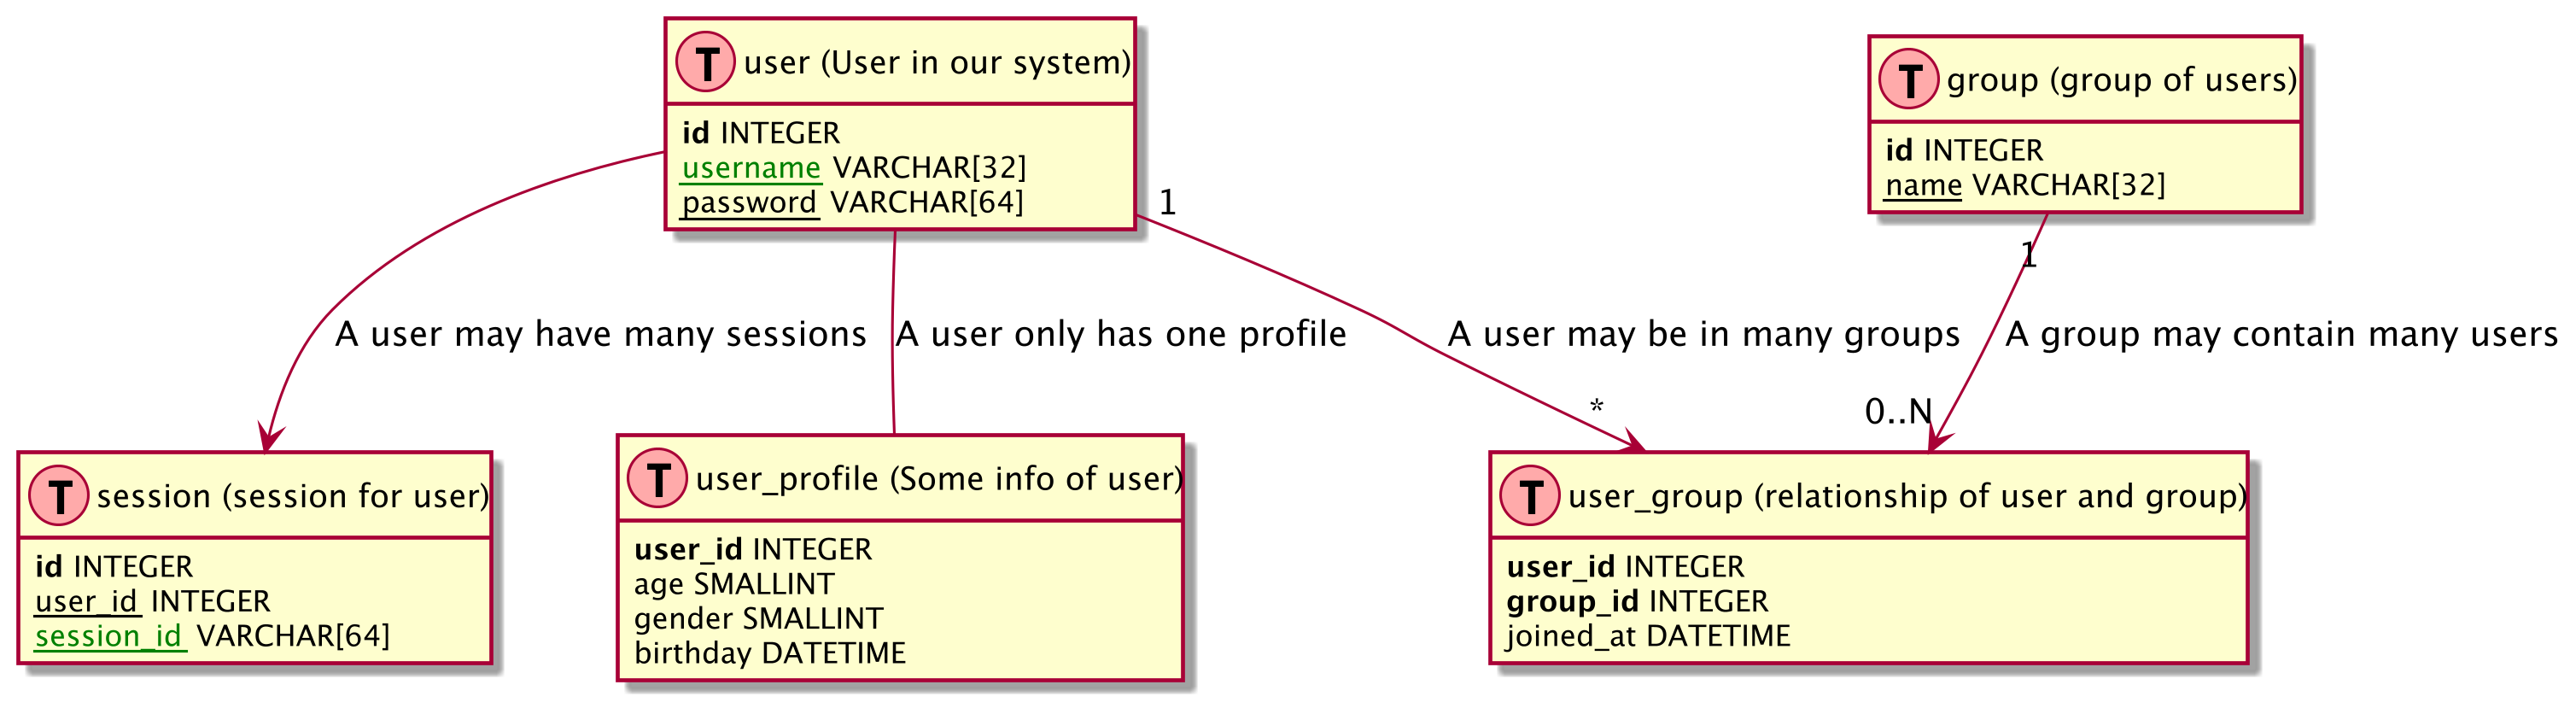 T user (User in our system)
id INTEGER
username VARCHAR[32]
password VARCHAR[64]
T group (group of users)
id INTEGER
name VARCHAR[32]
1
1
A user may have many sessions
A user only has one profile
A user may be in many groups
A group may contain many users
*
0..N
T session (session for user)
id INTEGER
user_id INTEGER
session_id VARCHAR[64]
T user_profile (Some info of user)
user_id INTEGER
age SMALLINT
gender SMALLINT
birthday DATETIME
T user_group (relationship of user and group)
user_id INTEGER
group_id INTEGER
joined_at DATETIME